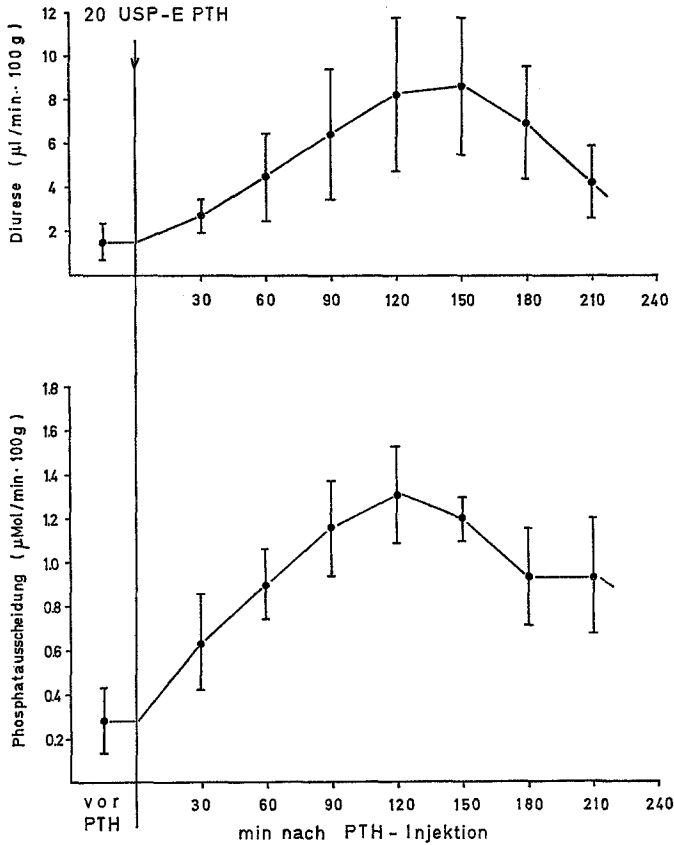 20 USP-E PTH
Diurese ( µl /min·· 100g )
12
10
8
6
4
2
30 60 90 120 150 180 210 240
Phosphatausscheidung ( µMol/min· 100g )
1.8
1.6
1.4
1.2
1.0
0.8
0.6
0.4
0.2
vor PTH
30 60 90 120 150 180 210 240
min nach PTH-Injektion